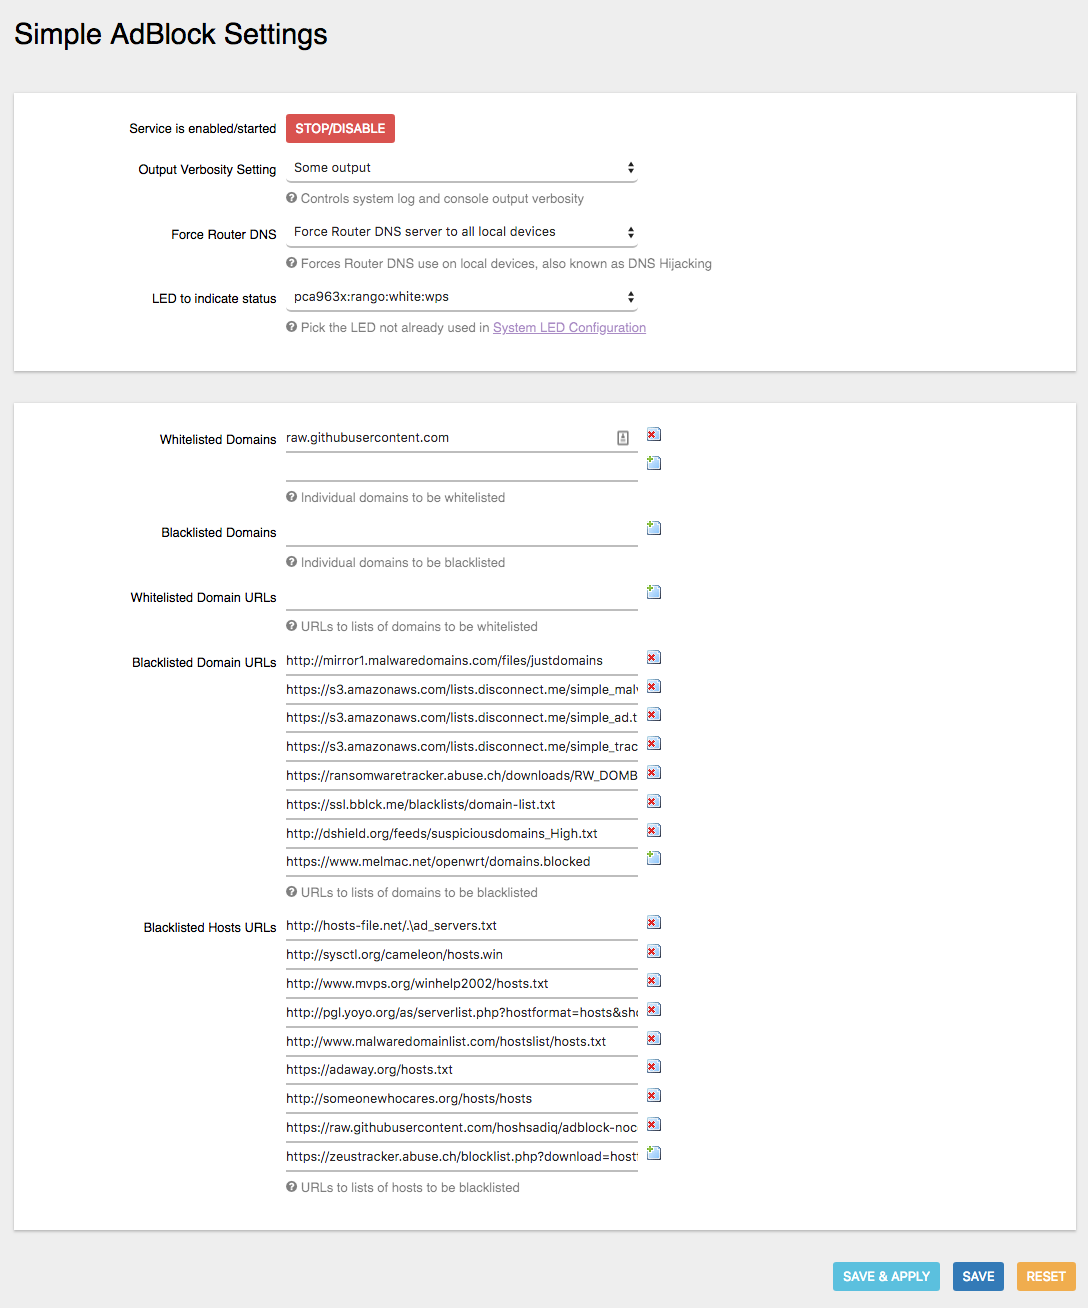 Simple AdBlock Settings
Service is enabled/started STOP/DISABLE
Output Verbosity Setting Some output
Controls system log and console output verbosity
Force Router DNS Force Router DNS server to all local devices
Forces Router DNS use on local devices, also known as DNS Hijacking
LED to indicate status pca963x:rango:white:wps
Pick the LED not already used in System LED Configuration
Whitelisted Domains raw.githubusercontent.com
Individual domains to be whitelisted
Blacklisted Domains
Individual domains to be blacklisted
Whitelisted Domain URLs
URLs to lists of domains to be whitelisted
Blacklisted Domain URLs http://mirror1.malwaredomains.com/files/justdomains
https://s3.amazonaws.com/lists.disconnect.me/simple_mal
https://s3.amazonaws.com/lists.disconnect.me/simple_ad.t
https://s3.amazonaws.com/lists.disconnect.me/simple_trac
https://ransomwaretracker.abuse.ch/downloads/RW_DOMB
https://ssl.bblck.me/blacklists/domain-list.txt
http://dshield.org/feeds/suspiciousdomains_High.txt
https://www.melmac.net/openwrt/domains.blocked
URLs to lists of domains to be blacklisted
Blacklisted Hosts URLs http://hosts-file.net/.\ad_servers.txt
http://sysctl.org/cameleon/hosts.win
http://www.mvps.org/winhelp2002/hosts.txt
http://pgl.yoyo.org/as/serverlist.php?hostformat=hosts&sho
http://www.malwaredomainlist.com/hostslist/hosts.txt
https://adaway.org/hosts.txt
http://someonewhocares.org/hosts/hosts
https://raw.githubusercontent.com/hoshsadiq/adblock-noc
https://zeustracker.abuse.ch/blocklist.php?download=host
URLs to lists of hosts to be blacklisted
SAVE & APPLY SAVE RESET